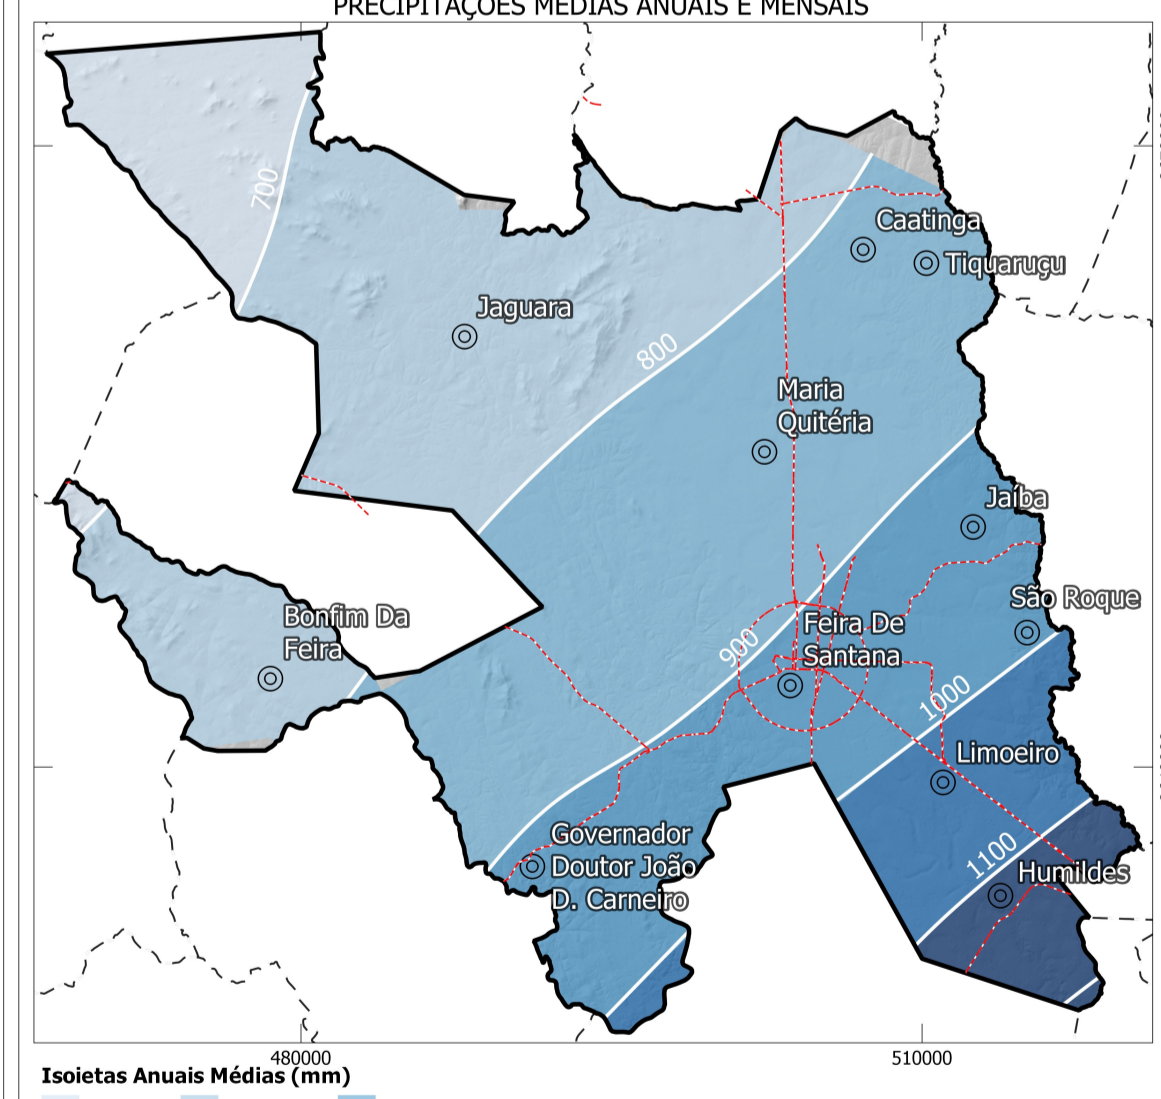 PRECIPITAÇÕES MÉDIAS ANUAIS E MENSAIS
700
Caatinga
Tiquaruçu
Jaguara
800
Maria
Quitéria
Jaíba
São Roque
Bonfim Da
Feira
Feira De
Santana
900
1000
Limoeiro
Governador
Doutor João
D. Carneiro
1100
Humildes
480000
510000
Isoietas Anuais Médias (mm)